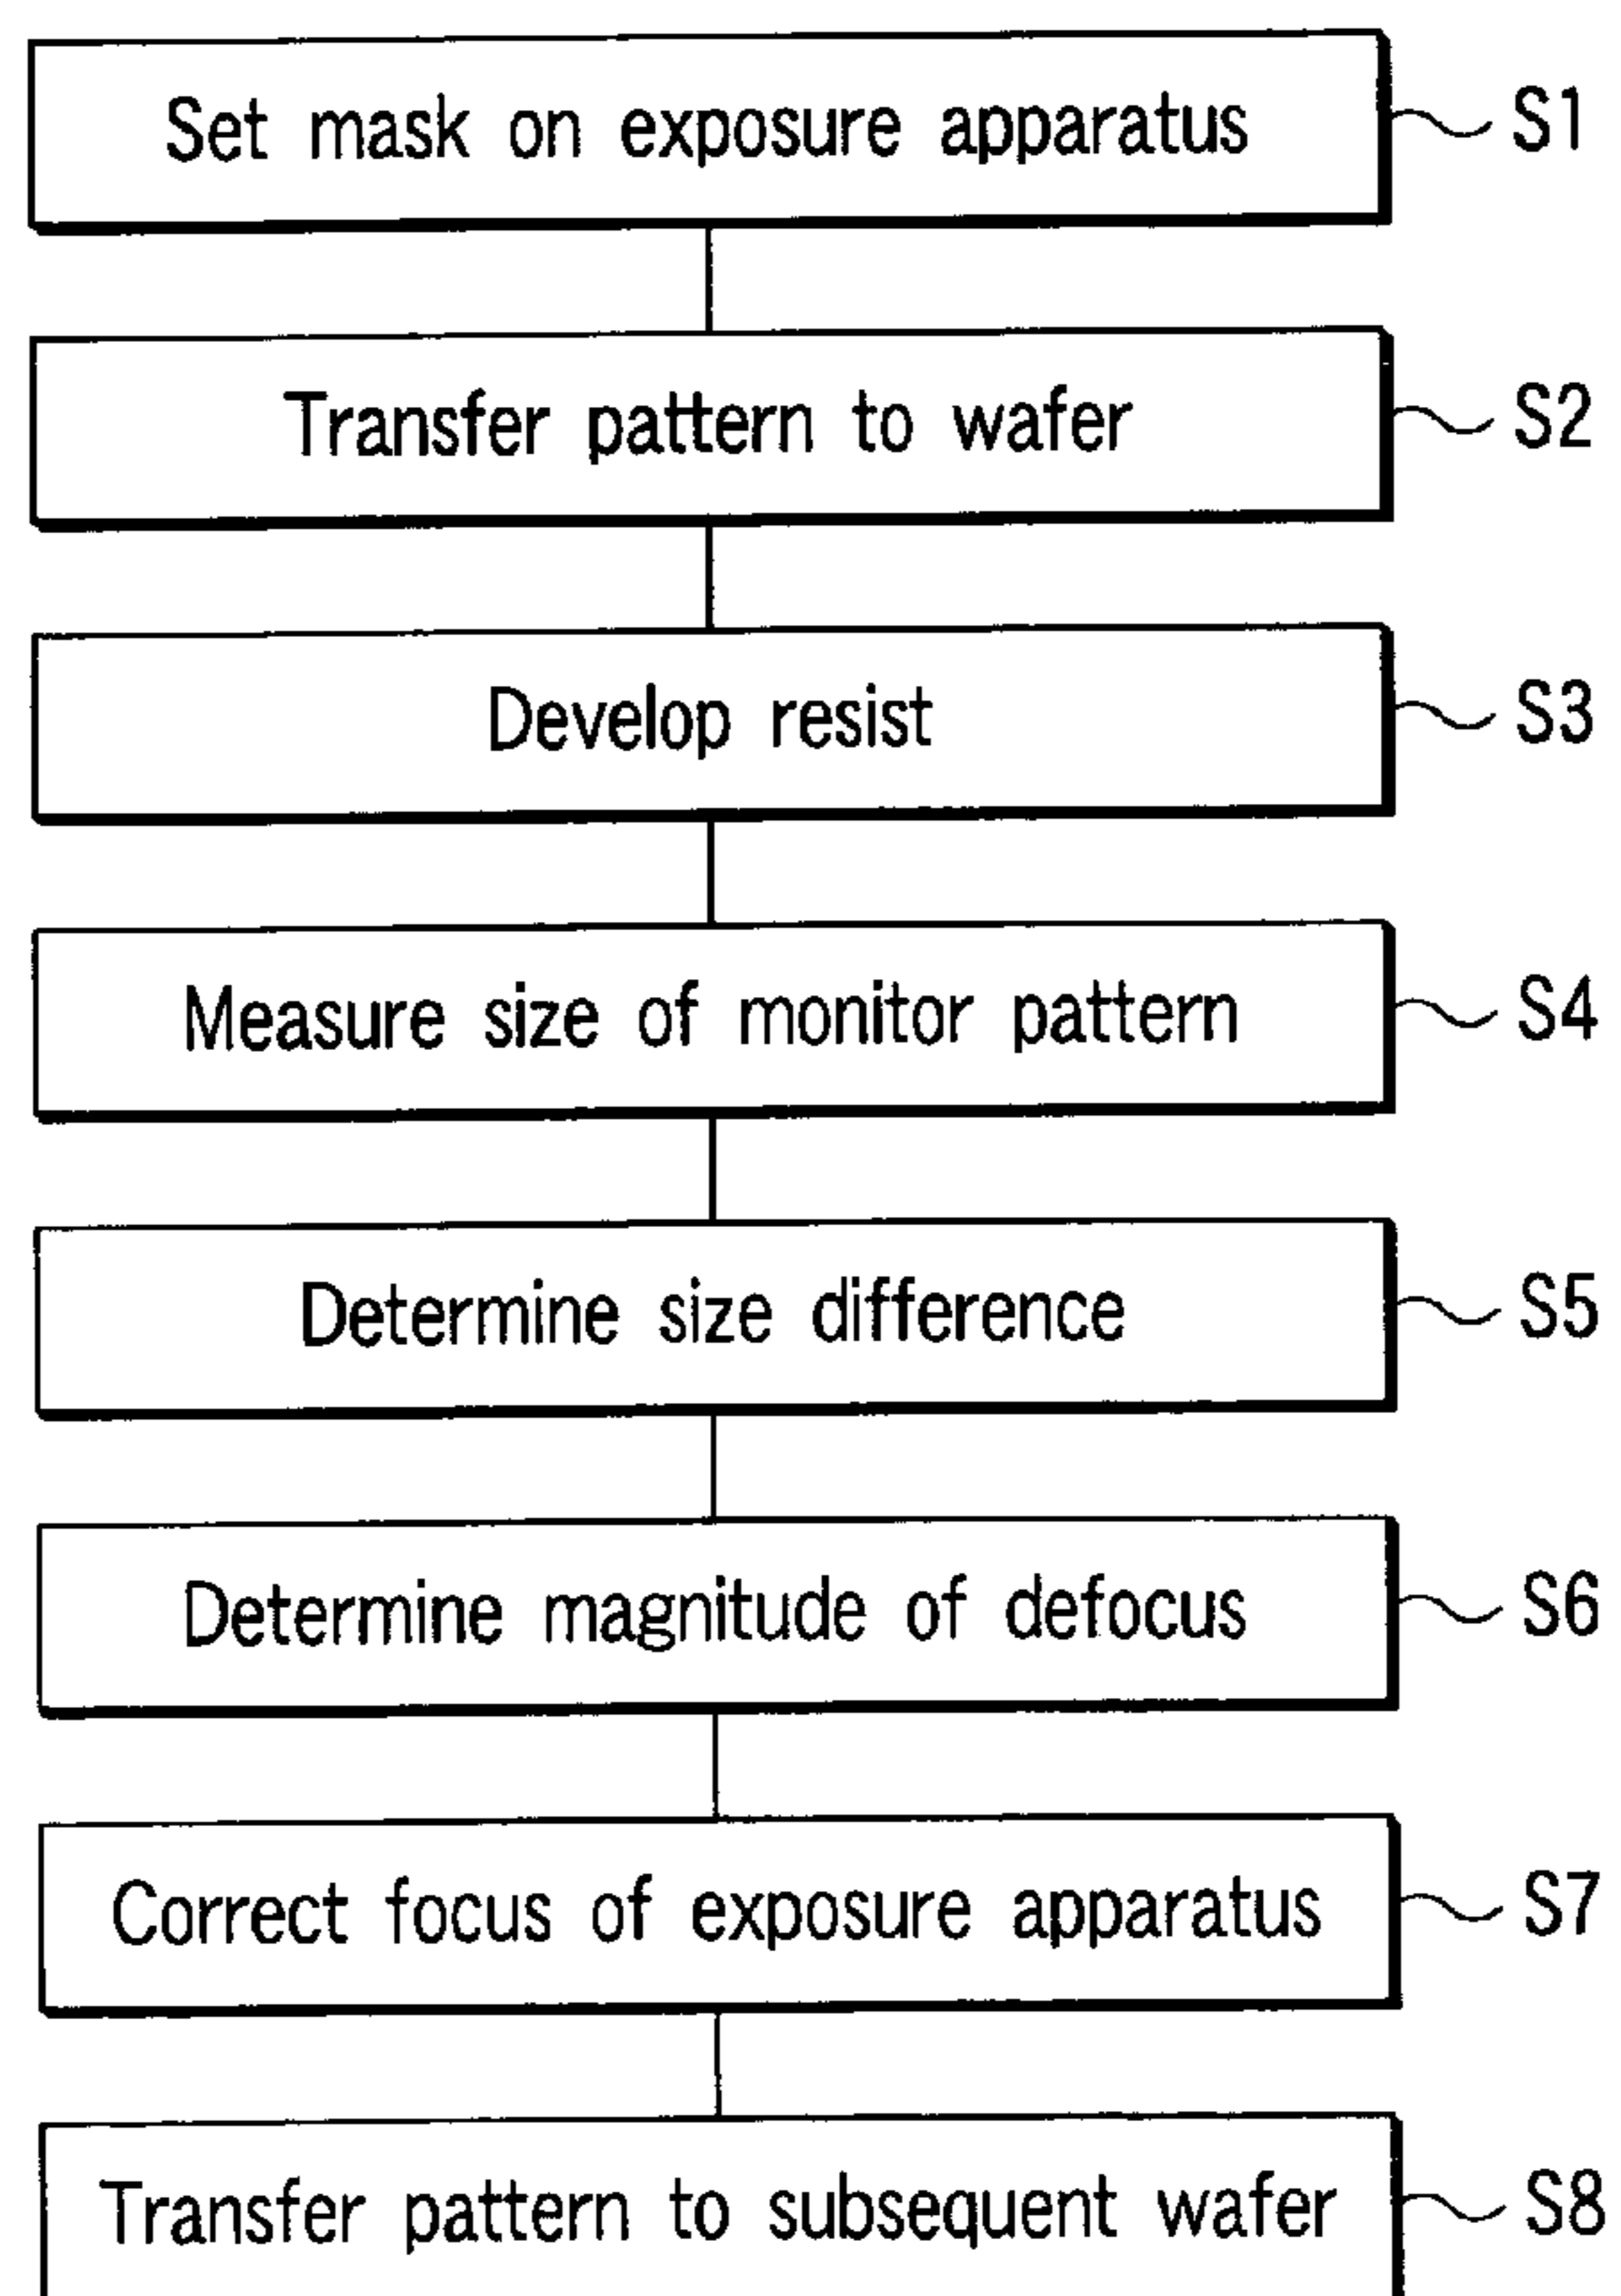 Set mask on exposure apparatus S1
Transfer pattern to wafer S2
Develop resist S3
Measure size of monitor pattern S4
Determine size difference S5
Determine magnitude of defocus S6
Correct focus of exposure apparatus S7
Transfer pattern to subsequent wafer S8